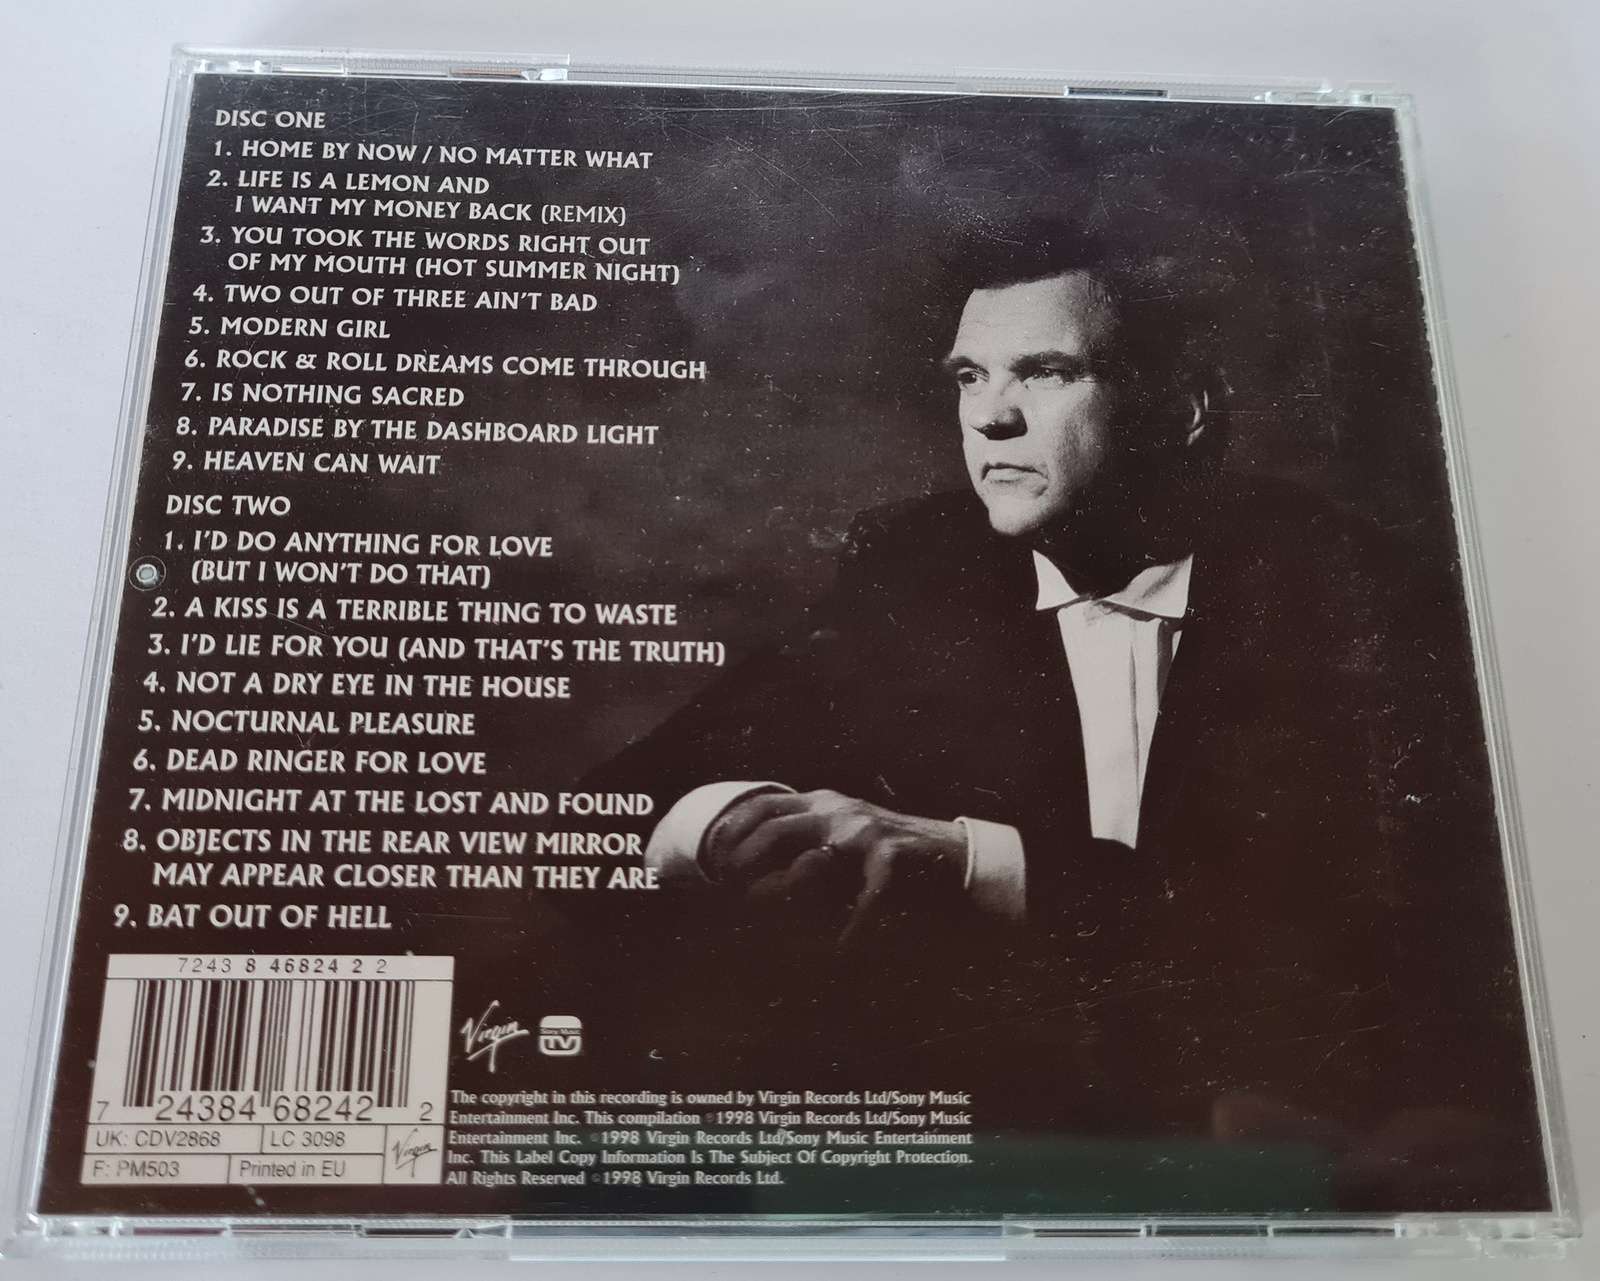 DISC ONE
1. HOME BY NOW / NO MATTER WHAT
2. LIFE IS A LEMON AND
I WANT MY MONEY BACK (REMIX)
3. YOU TOOK THE WORDS RIGHT OUT
OF MY MOUTH (HOT SUMMER NIGHT)
4. TWO OUT OF THREE AIN'T BAD
5. MODERN GIRL
6. ROCK & ROLL DREAMS COME THROUGH
7. IS NOTHING SACRED
8. PARADISE BY THE DASHBOARD LIGHT
9. HEAVEN CAN WAIT
DISC TWO
1. I'D DO ANYTHING FOR LOVE
(BUT I WON'T DO THAT)
2. A KISS IS A TERRIBLE THING TO WASTE
3. I'D LIE FOR YOU (AND THAT'S THE TRUTH)
4. NOT A DRY EYE IN THE HOUSE
5. NOCTURNAL PLEASURE
6. DEAD RINGER FOR LOVE
7. MIDNIGHT AT THE LOST AND FOUND
8. OBJECTS IN THE REAR VIEW MIRROR
MAY APPEAR CLOSER THAN THEY ARE
9. BAT OUT OF HELL
7243 8 46824 2 2
7 24384 68242 2
UK: CDV2868
LC 3098
F: PM503
Printed in EU
Virgin
Virgin
Sony Music
TV
The copyright in this recording is owned by Virgin Records Ltd/Sony Music
Entertainment Inc. This compilation ℗1998 Virgin Records Ltd/Sony Music
Entertainment Inc. ©1998 Virgin Records Ltd/Sony Music Entertainment
Inc. This Label Copy Information Is The Subject Of Copyright Protection.
All Rights Reserved ©1998 Virgin Records Ltd.